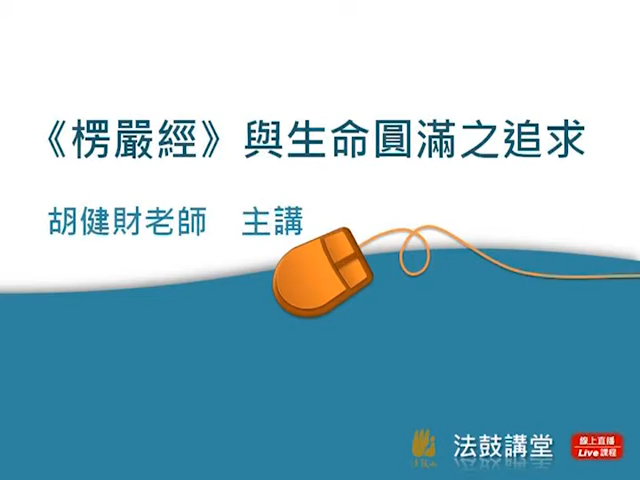 《楞嚴經》與生命圓滿之追求
胡健財老師 主講
法鼓講堂
線上直播
Live課程